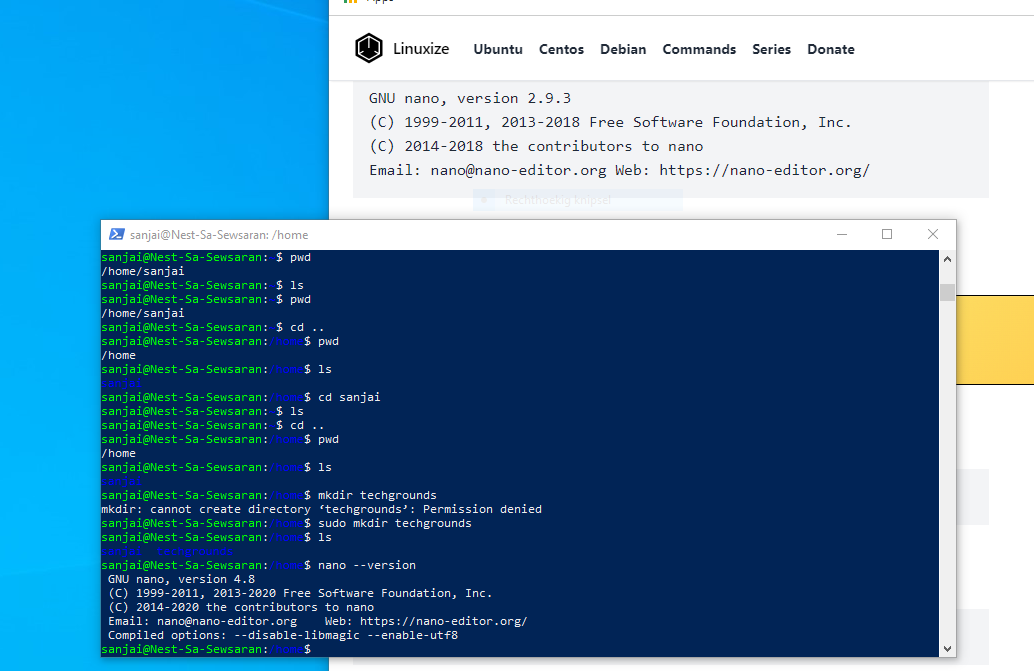 Apps
Linuxize Ubuntu Centos Debian Commands Series Donate
GNU nano, version 2.9.3
(C) 1999-2011, 2013-2018 Free Software Foundation, Inc.
(C) 2014-2018 the contributors to nano
Email: nano@nano-editor.org Web: https://nano-editor.org/
Rechthoekig knipsel
sanjai@Nest-Sa-Sewsaran: /home
sanjai@Nest-Sa-Sewsaran:~$ pwd
/home/sanjai
sanjai@Nest-Sa-Sewsaran:~$ ls
sanjai@Nest-Sa-Sewsaran:~$ pwd
/home/sanjai
sanjai@Nest-Sa-Sewsaran:~$ cd ..
sanjai@Nest-Sa-Sewsaran:/home$ pwd
/home
sanjai@Nest-Sa-Sewsaran:/home$ ls
sanjai
sanjai@Nest-Sa-Sewsaran:/home$ cd sanjai
sanjai@Nest-Sa-Sewsaran:~$ ls
sanjai@Nest-Sa-Sewsaran:~$ cd ..
sanjai@Nest-Sa-Sewsaran:/home$ pwd
/home
sanjai@Nest-Sa-Sewsaran:/home$ ls
sanjai
sanjai@Nest-Sa-Sewsaran:/home$ mkdir techgrounds
mkdir: cannot create directory ‘techgrounds’: Permission denied
sanjai@Nest-Sa-Sewsaran:/home$ sudo mkdir techgrounds
sanjai@Nest-Sa-Sewsaran:/home$ ls
sanjai techgrounds
sanjai@Nest-Sa-Sewsaran:/home$ nano --version
GNU nano, version 4.8
(C) 1999-2011, 2013-2020 Free Software Foundation, Inc.
(C) 2014-2020 the contributors to nano
Email: nano@nano-editor.org Web: https://nano-editor.org/
Compiled options: --disable-libmagic --enable-utf8
sanjai@Nest-Sa-Sewsaran:/home$